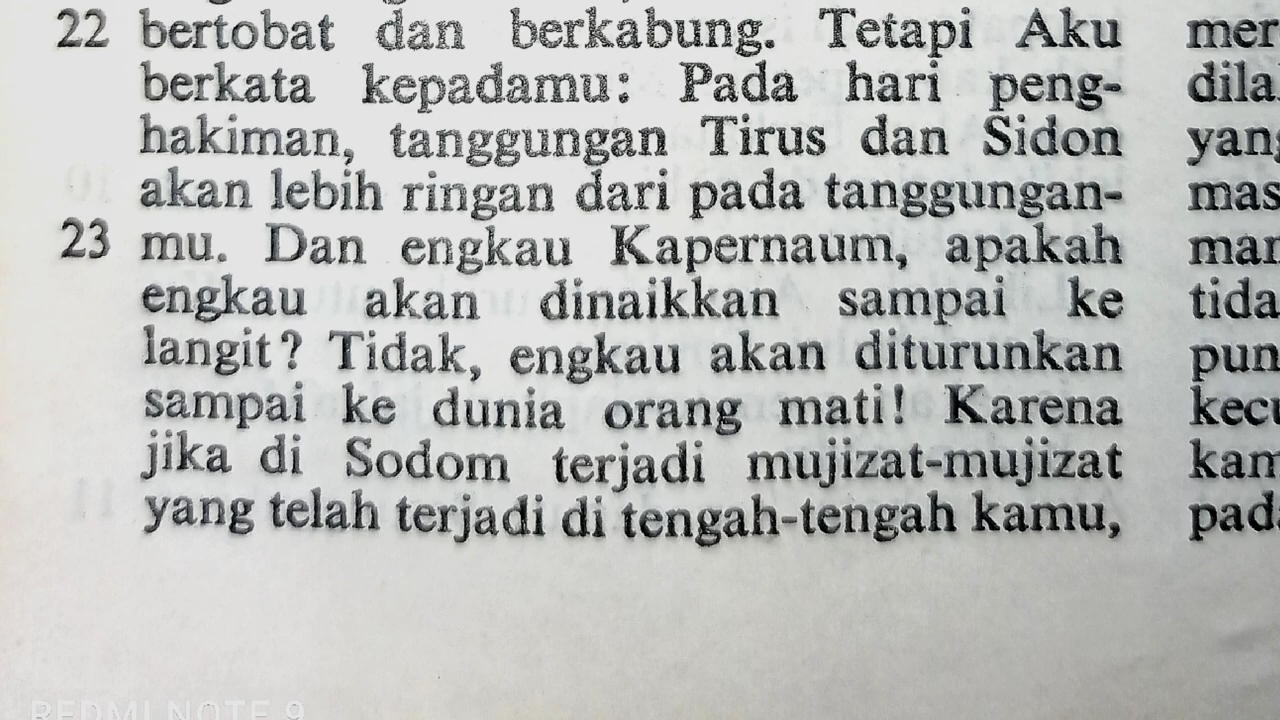 22 bertobat dan berkabung. Tetapi Aku
berkata kepadamu: Pada hari peng-
hakiman, tanggungan Tirus dan Sidon
akan lebih ringan dari pada tanggungan-
23 mu. Dan engkau Kapernaum, apakah
engkau akan dinaikkan sampai ke
langit? Tidak, engkau akan diturunkan
sampai ke dunia orang mati! Karena
jika di Sodom terjadi mujizat-mujizat
yang telah terjadi di tengah-tengah kamu,
REDMI NOTE 9